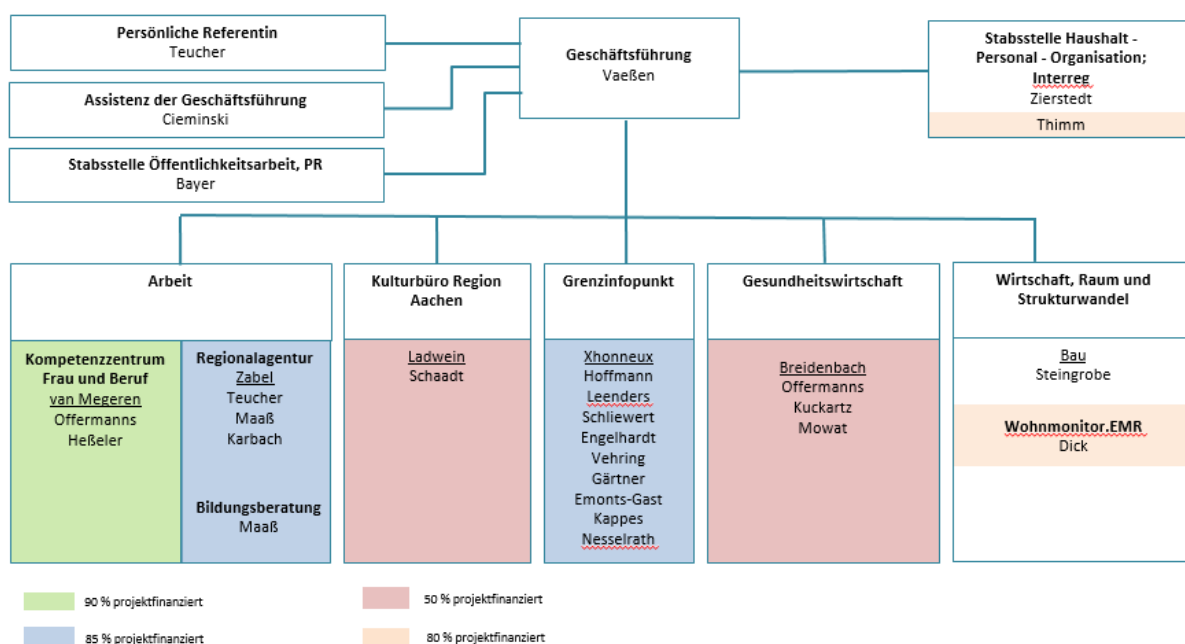 Persönliche Referentin
Teucher
Assistenz der Geschäftsführung
Cieminski
Stabsstelle Öffentlichkeitsarbeit, PR
Bayer
Geschäftsführung
Vaeßen
Stabsstelle Haushalt -
Personal - Organisation;
Interreg
Zierstedt
Thimm
Arbeit
Kompetenzzentrum
Frau und Beruf
van Megeren
Offermanns
Heßeler
Regionalagentur
Zabel
Teucher
Maaß
Karbach
Bildungsberatung
Maaß
Kulturbüro Region
Aachen
Ladwein
Schaadt
Grenzinfopunkt
Xhonneux
Hoffmann
Leenders
Schliewert
Engelhardt
Vehring
Gärtner
Emonts-Gast
Kappes
Nesselrath
Gesundheitswirtschaft
Breidenbach
Offermanns
Kuckartz
Mowat
Wirtschaft, Raum und
Strukturwandel
Bau
Steingrobe
Wohnmonitor.EMR
Dick
90 % projektfinanziert
50 % projektfinanziert
85 % projektfinanziert
80 % projektfinanziert